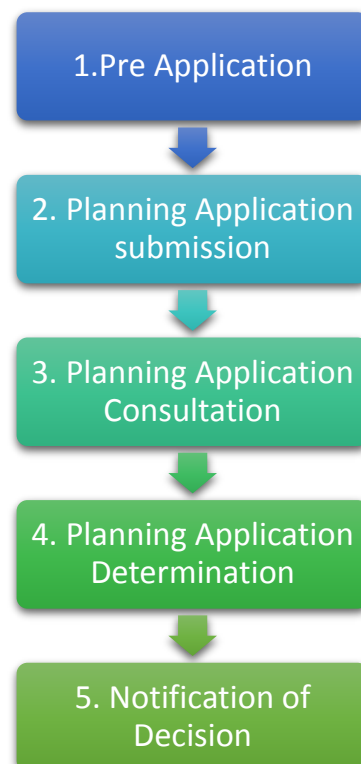 1.Pre Application
2. Planning Application
submission
3. Planning Application
Consultation
4. Planning Application
Determination
5. Notification of
Decision